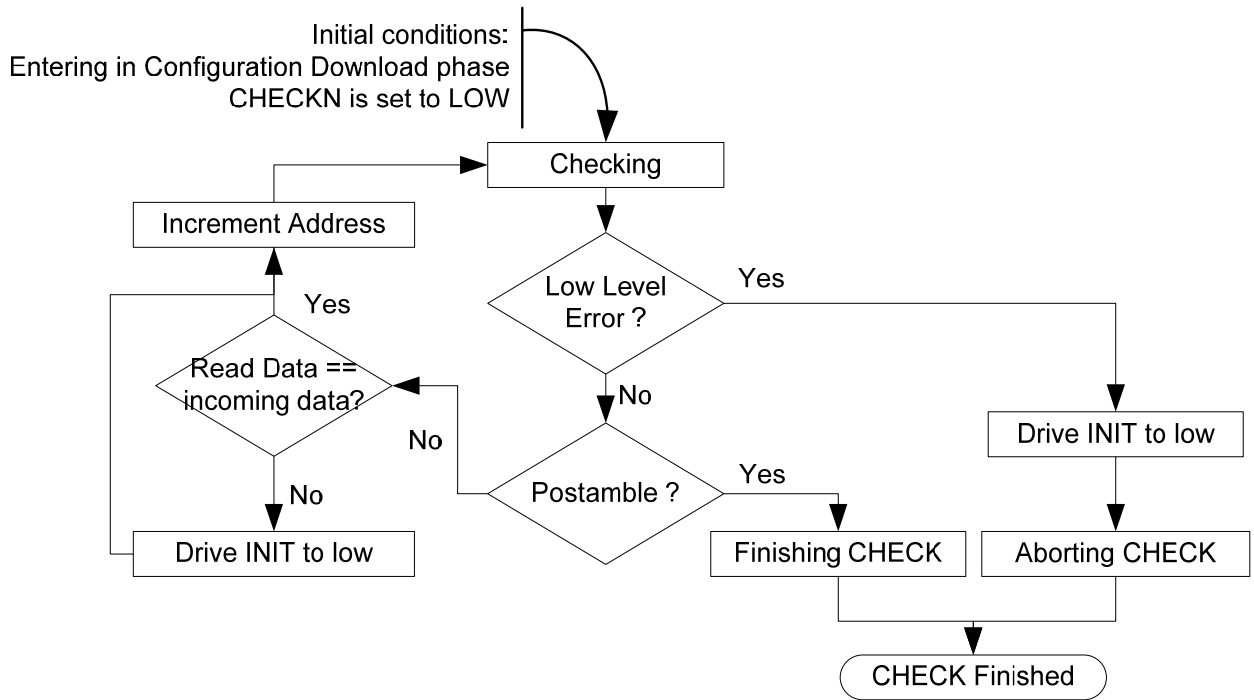 Initial conditions:
Entering in Configuration Download phase
CHECKN is set to LOW
Checking
Increment Address
Low Level
Error ?
Yes
Yes
Read Data ==
incoming data?
No
No
Drive INIT to low
No
Postamble ?
Yes
Drive INIT to low
Finishing CHECK
Aborting CHECK
CHECK Finished